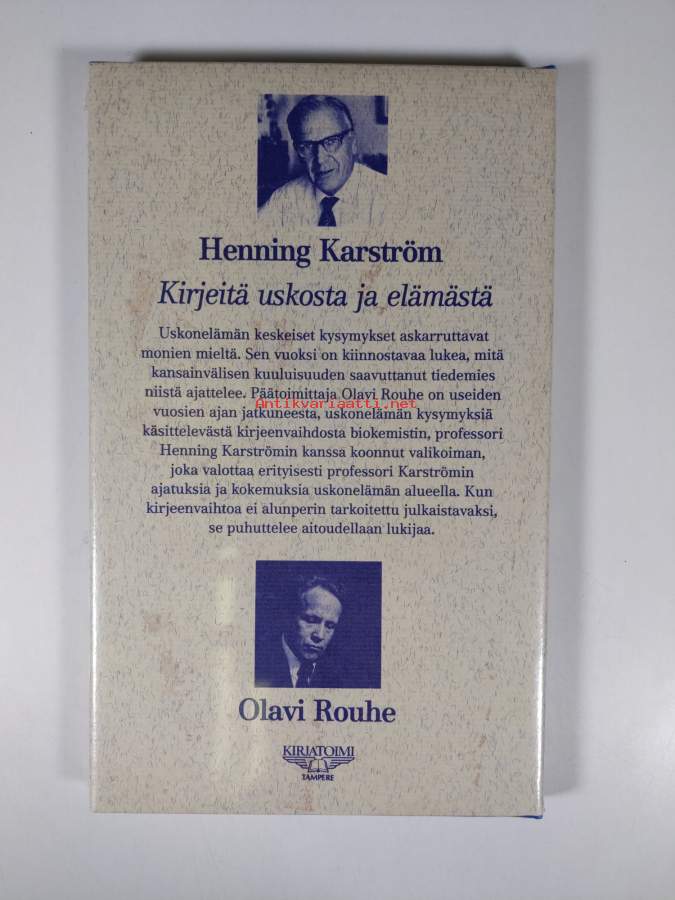 Henning Karström
Kirjeitä uskosta ja elämästä
Uskonelämän keskeiset kysymykset askarruttavat
monien mieltä. Sen vuoksi on kiinnostavaa lukea, mitä
kansainvälisen kuuluisuuden saavuttanut tiedemies
niistä ajattelee. Päätoimittaja Olavi Rouhe on useiden
Antikvariaatti.net
vuosien ajan jatkuneesta, uskonelämän kysymyksiä
käsittelevästä kirjeenvaihdosta biokemistin, professori
Henning Karströmin kanssa koonnut valikoiman,
joka valottaa erityisesti professori Karströmin
ajatuksia ja kokemuksia uskonelämän alueella. Kun
kirjeenvaihtoa ei alunperin tarkoitettu julkaistavaksi,
se puhuttelee aitoudellaan lukijaa.
Olavi Rouhe
KIRJATOIMI
TAMPERE